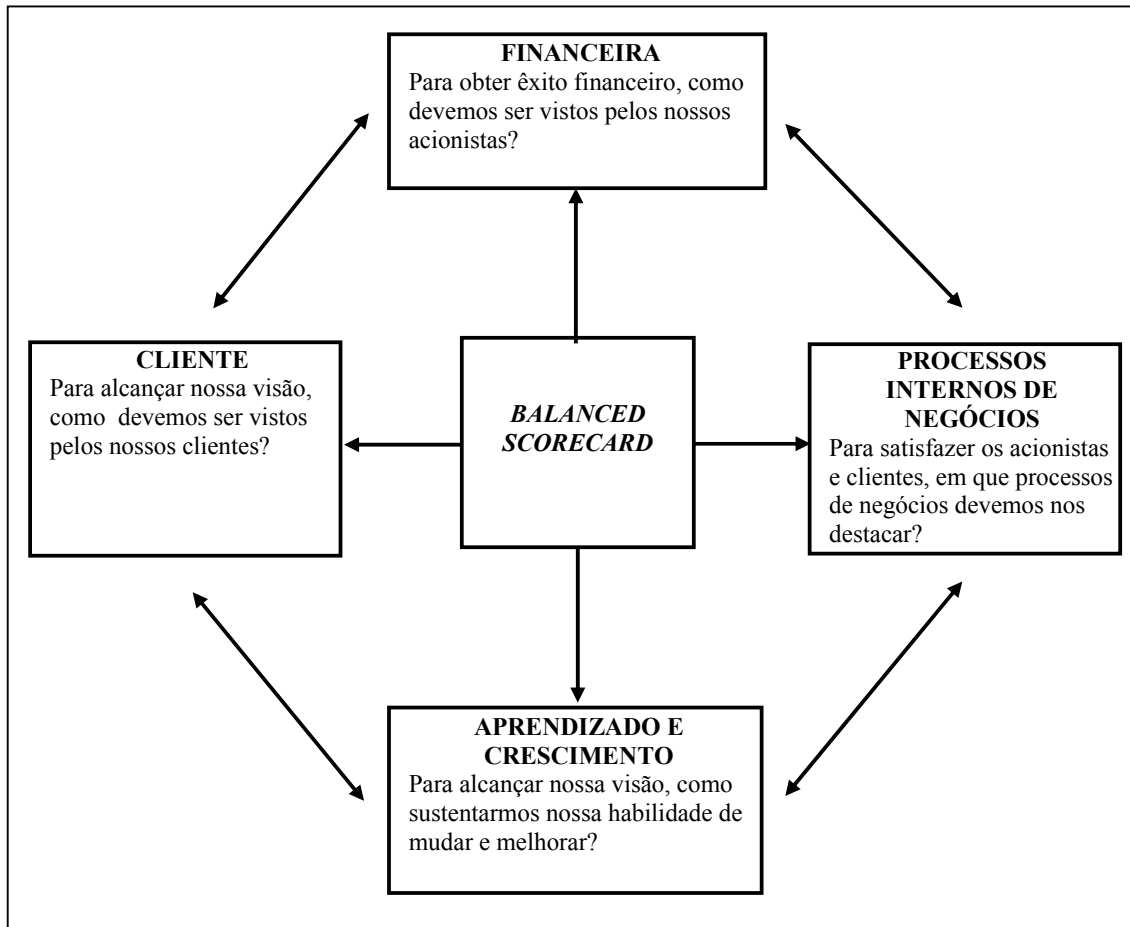 FINANCEIRA
Para obter êxito financeiro, como
devemos ser vistos pelos nossos
acionistas?
CLIENTE
Para alcançar nossa visão,
como devemos ser vistos
pelos nossos clientes?
BALANCED
SCORECARD
PROCESSOS
INTERNOS DE
NEGÓCIOS
Para satisfazer os acionistas
e clientes, em que processos
de negócios devemos nos
destacar?
APRENDIZADO E
CRESCIMENTO
Para alcançar nossa visão, como
sustentarmos nossa habilidade de
mudar e melhorar?